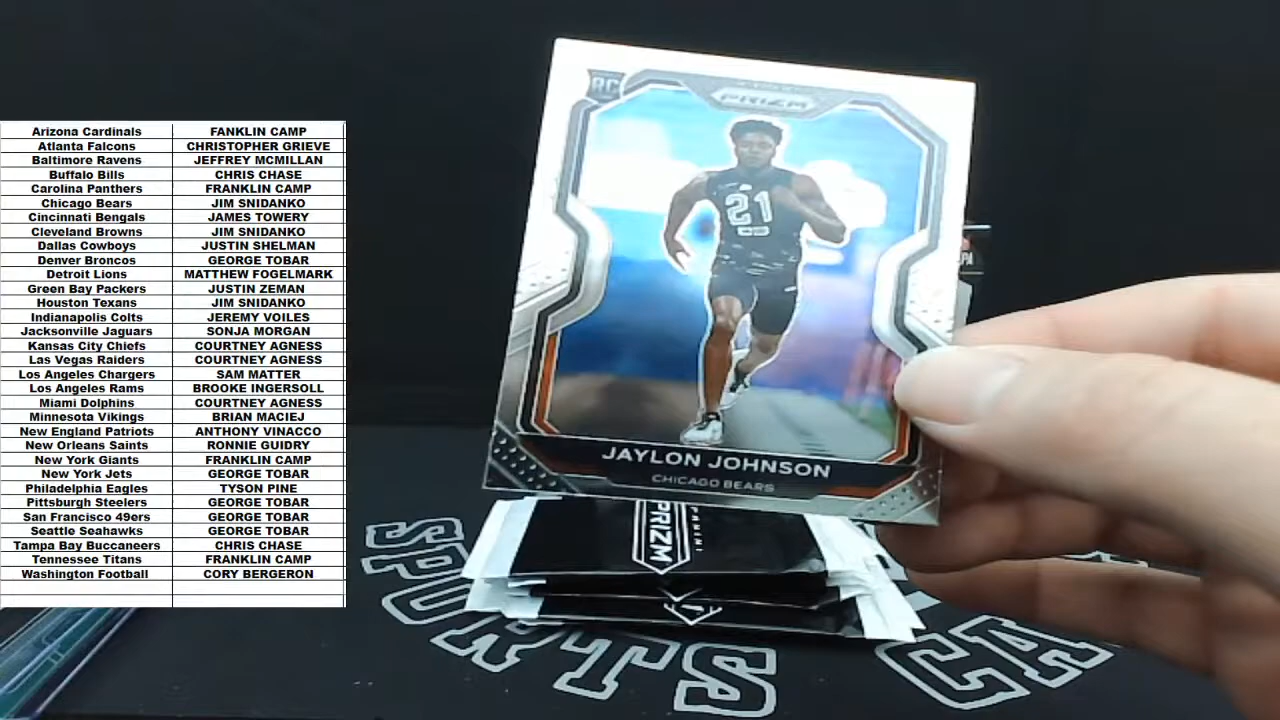 Arizona Cardinals FANKLIN CAMP
Atlanta Falcons CHRISTOPHER GRIEVE
Baltimore Ravens JEFFREY MCMILLAN
Buffalo Bills CHRIS CHASE
Carolina Panthers FRANKLIN CAMP
Chicago Bears JIM SNIDANKO
Cincinnati Bengals JAMES TOWERY
Cleveland Browns JIM SNIDANKO
Dallas Cowboys JUSTIN SHELMAN
Denver Broncos GEORGE TOBAR
Detroit Lions MATTHEW FOGELMARK
Green Bay Packers JUSTIN ZEMAN
Houston Texans JIM SNIDANKO
Indianapolis Colts JEREMY VOILES
Jacksonville Jaguars SONJA MORGAN
Kansas City Chiefs COURTNEY AGNESS
Las Vegas Raiders COURTNEY AGNESS
Los Angeles Chargers SAM MATTER
Los Angeles Rams BROOKE INGERSOLL
Miami Dolphins COURTNEY AGNESS
Minnesota Vikings BRIAN MACIEJ
New England Patriots ANTHONY VINACCO
New Orleans Saints RONNIE GUIDRY
New York Giants FRANKLIN CAMP
New York Jets GEORGE TOBAR
Philadelphia Eagles TYSON PINE
Pittsburgh Steelers GEORGE TOBAR
San Francisco 49ers GEORGE TOBAR
Seattle Seahawks GEORGE TOBAR
Tampa Bay Buccaneers CHRIS CHASE
Tennessee Titans FRANKLIN CAMP
Washington Football CORY BERGERON
RC
PRIZM
21
JAYLON JOHNSON
CHICAGO BEARS
PRIZM
PANINI
SPORTS